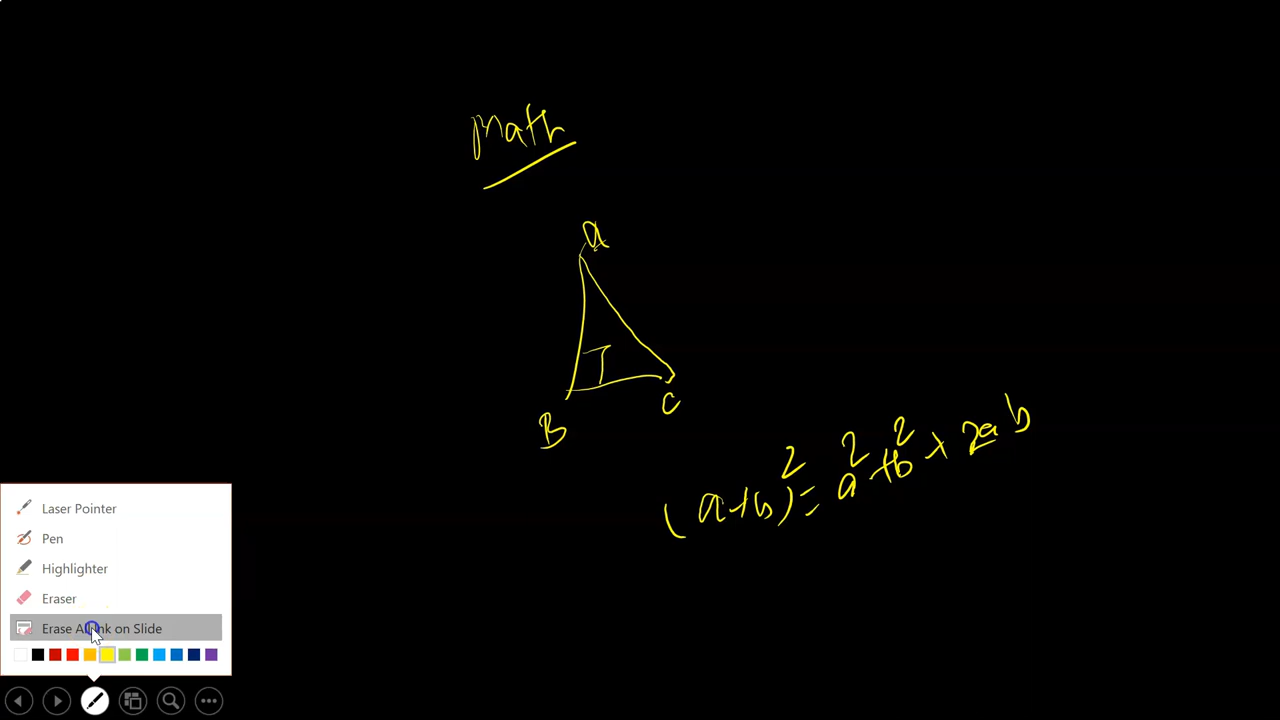 Math
A
I
B
C
(a+b)²=a²+b²+2ab
Laser Pointer
Pen
Highlighter
Eraser
Erase All Ink on Slide